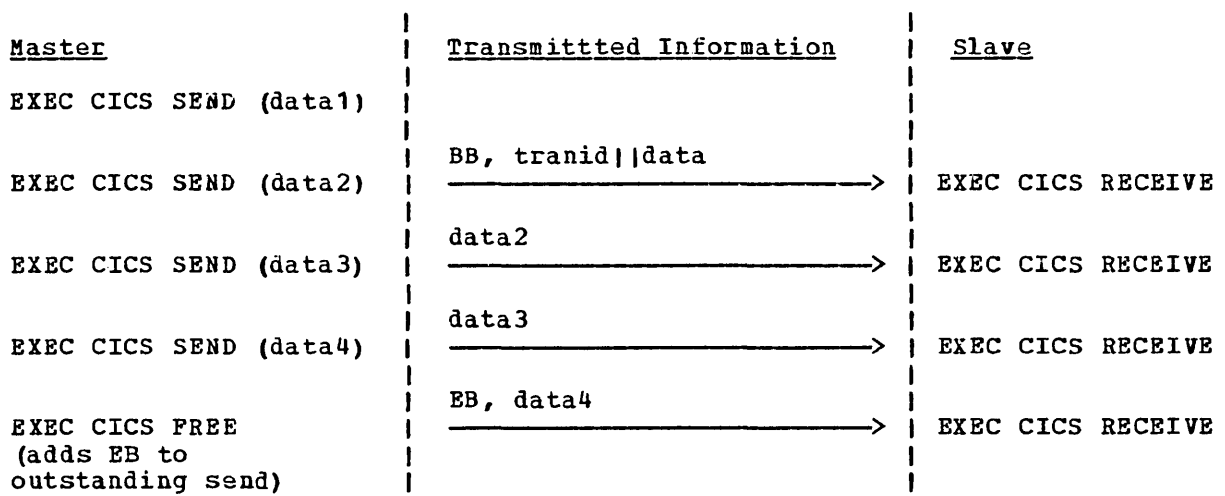 Master Transmittted Information Slave
EXEC CICS SEND (data1)
BB, tranid||data
EXEC CICS SEND (data2) EXEC CICS RECEIVE
data2
EXEC CICS SEND (data3) EXEC CICS RECEIVE
data3
EXEC CICS SEND (data4) EXEC CICS RECEIVE
EB, data4
EXEC CICS FREE EXEC CICS RECEIVE
(adds EB to
outstanding send)